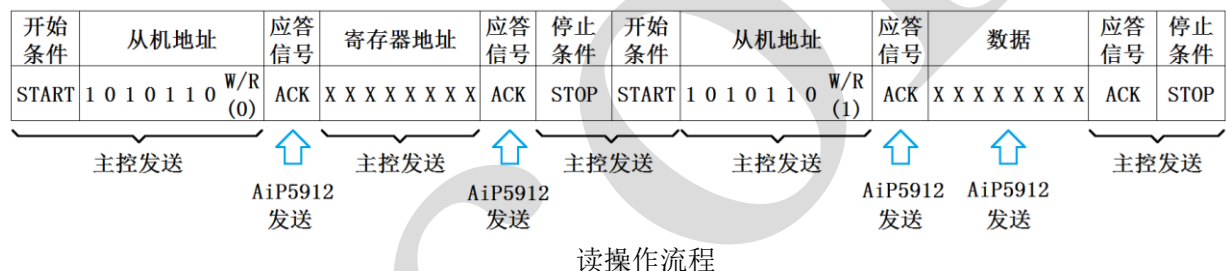 开始条件 从机地址 应答信号 寄存器地址 应答信号 停止条件 开始条件 从机地址 应答信号 数据 应答信号 停止条件
START 1 0 1 0 1 1 0 W/R (0) ACK X X X X X X X X ACK STOP START 1 0 1 0 1 1 0 W/R (1) ACK X X X X X X X X ACK STOP
主控发送 主控发送 主控发送 主控发送 主控发送
AiP5912 AiP5912 AiP5912 AiP5912
发送 发送 发送 发送
读操作流程